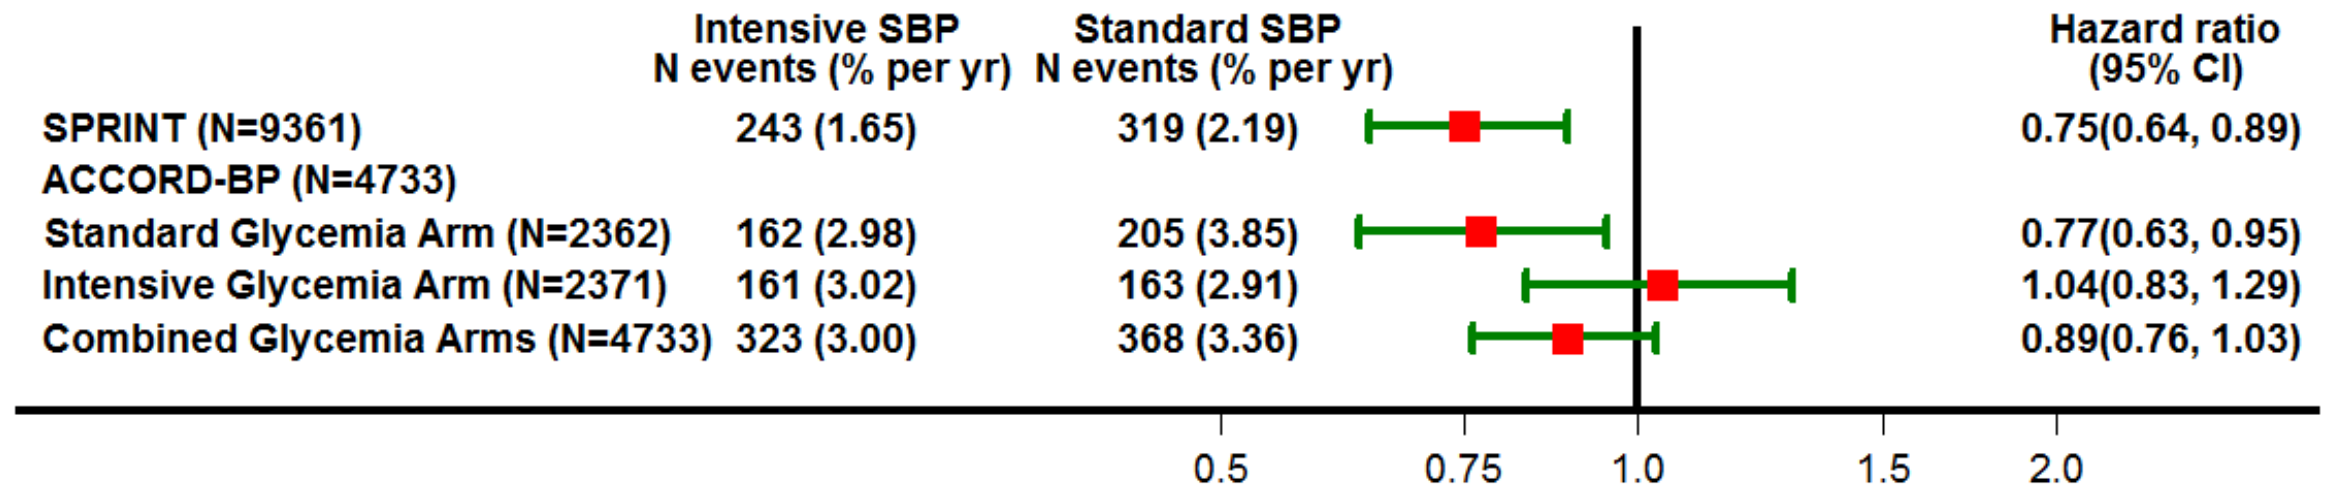 Intensive SBP Standard SBP Hazard ratio
N events (% per yr) N events (% per yr) (95% CI)
SPRINT (N=9361) 243 (1.65) 319 (2.19) 0.75(0.64, 0.89)
ACCORD-BP (N=4733)
Standard Glycemia Arm (N=2362) 162 (2.98) 205 (3.85) 0.77(0.63, 0.95)
Intensive Glycemia Arm (N=2371) 161 (3.02) 163 (2.91) 1.04(0.83, 1.29)
Combined Glycemia Arms (N=4733) 323 (3.00) 368 (3.36) 0.89(0.76, 1.03)
0.5 0.75 1.0 1.5 2.0